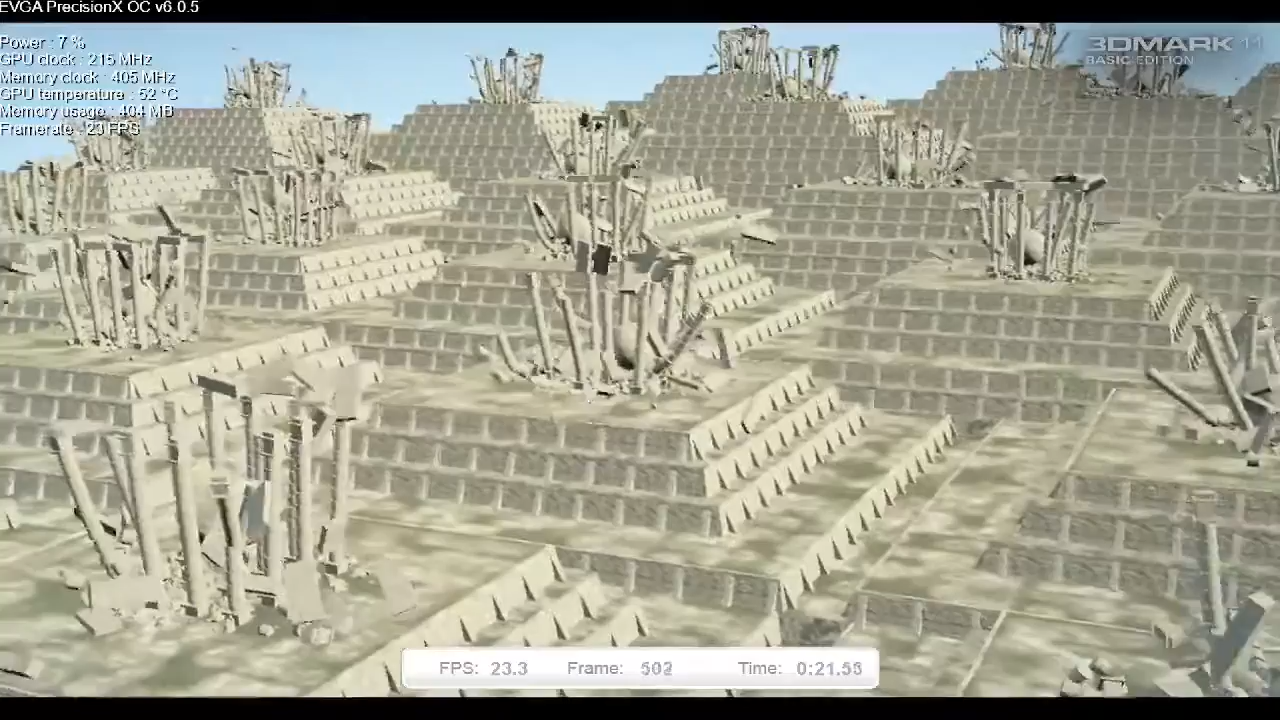 EVGA PrecisionX OC v6.0.5
Power : 7 %
GPU clock : 215 MHz
Memory clock : 405 MHz
GPU temperature : 52 °C
Memory usage : 404 MB
Framerate : 23 FPS
3DMARK 11
BASIC EDITION
FPS: 23.3 Frame: 502 Time: 0:21.55